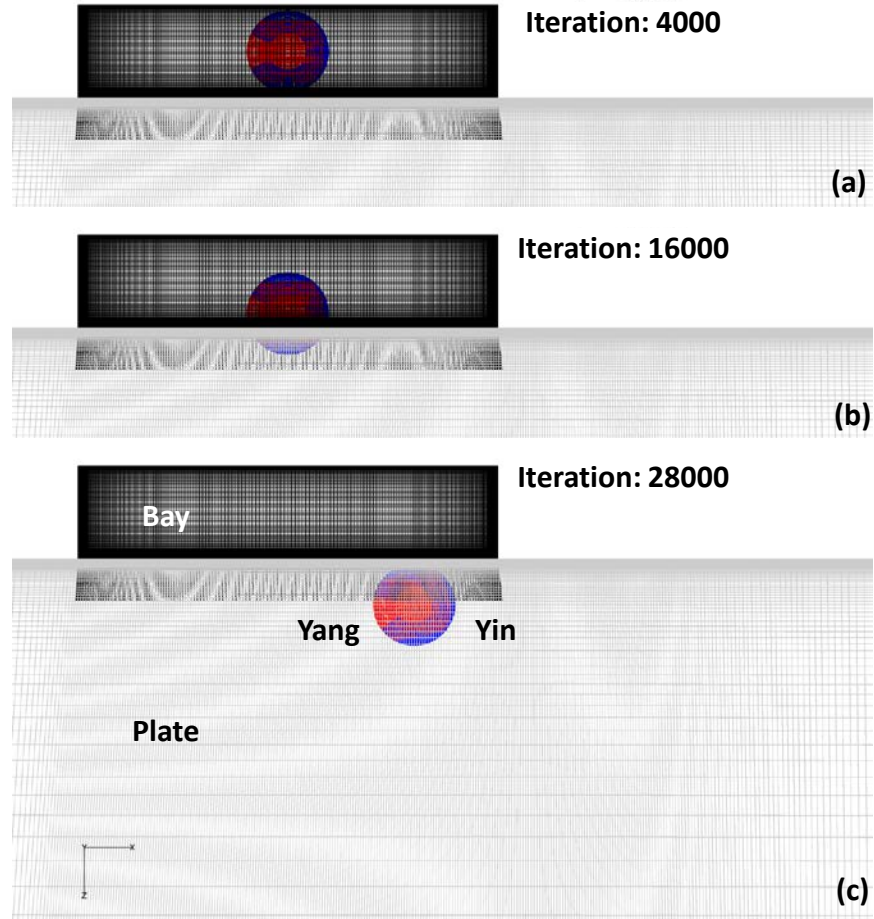 Iteration: 4000
(a)
Iteration: 16000
(b)
Iteration: 28000
Bay
Yang
Yin
Plate
Y
X
Z
(c)